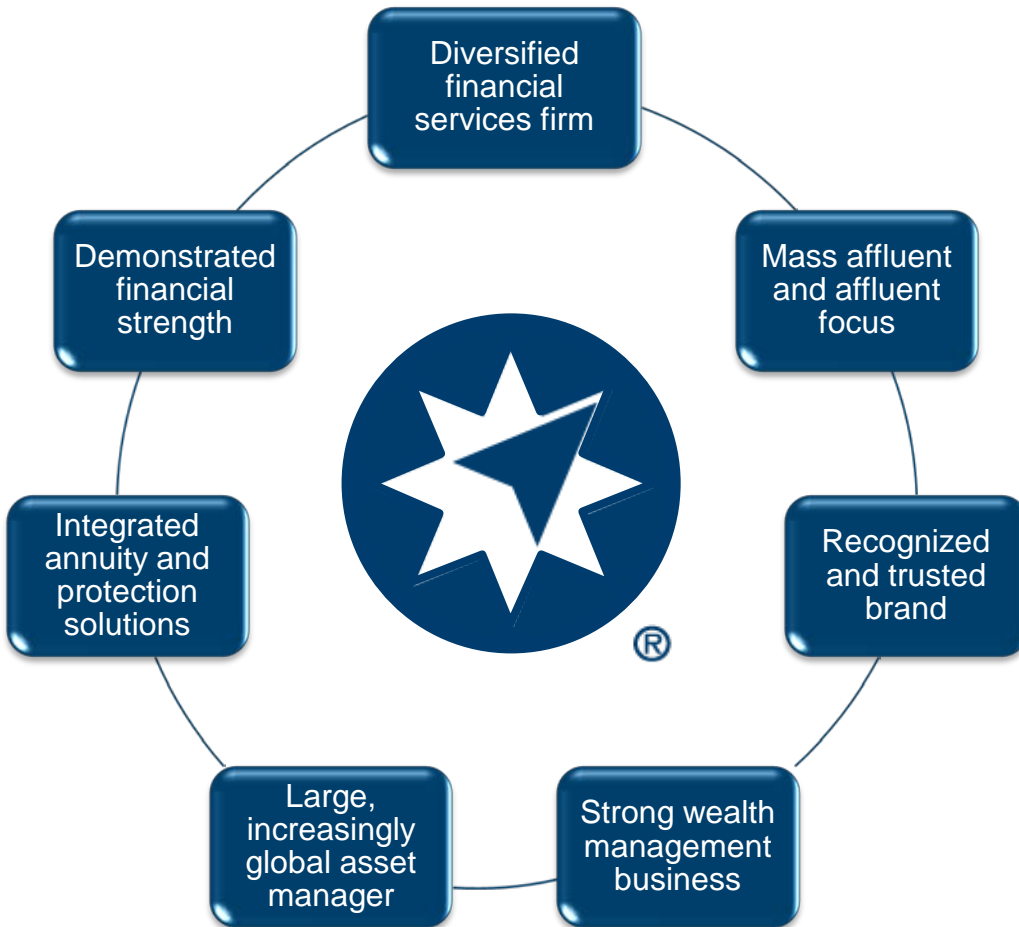 Diversified
financial
services firm
Mass affluent
and affluent
focus
Recognized
and trusted
brand
Strong wealth
management
business
Large,
increasingly
global asset
manager
Integrated
annuity and
protection
solutions
Demonstrated
financial
strength
®